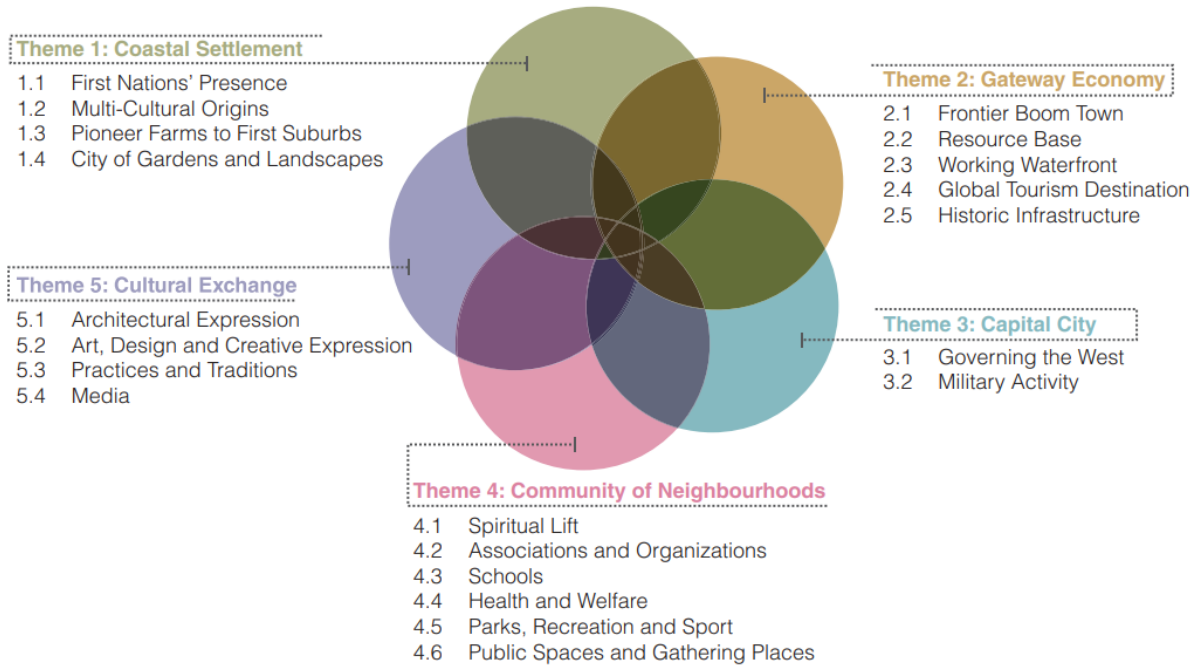 Theme 1: Coastal Settlement
1.1 First Nations' Presence
1.2 Multi-Cultural Origins
1.3 Pioneer Farms to First Suburbs
1.4 City of Gardens and Landscapes
Theme 2: Gateway Economy
2.1 Frontier Boom Town
2.2 Resource Base
2.3 Working Waterfront
2.4 Global Tourism Destination
2.5 Historic Infrastructure
Theme 5: Cultural Exchange
5.1 Architectural Expression
5.2 Art, Design and Creative Expression
5.3 Practices and Traditions
5.4 Media
Theme 3: Capital City
3.1 Governing the West
3.2 Military Activity
Theme 4: Community of Neighbourhoods
4.1 Spiritual Lift
4.2 Associations and Organizations
4.3 Schools
4.4 Health and Welfare
4.5 Parks, Recreation and Sport
4.6 Public Spaces and Gathering Places